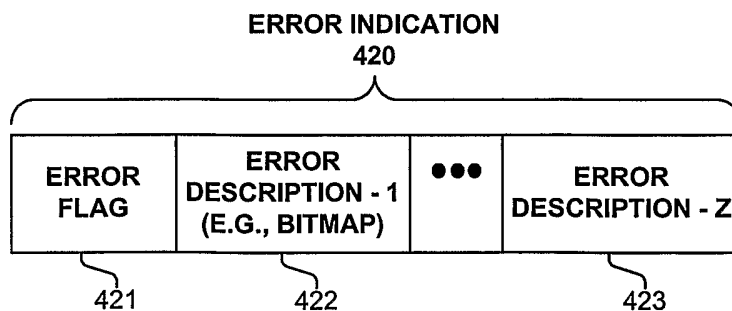 ERROR INDICATION
420
ERROR
FLAG
ERROR
DESCRIPTION - 1
(E.G., BITMAP)
●●●
ERROR
DESCRIPTION - Z
421
422
423